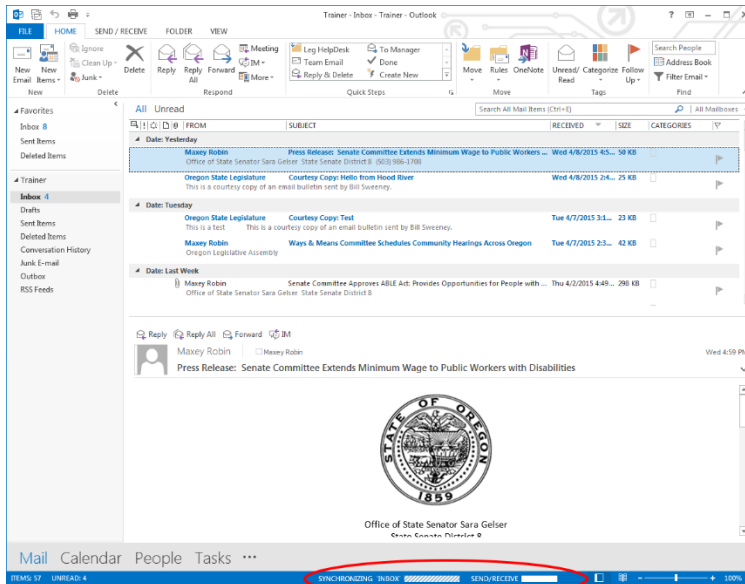 Trainer - Inbox - Trainer - Outlook
FILE HOME SEND / RECEIVE FOLDER VIEW
New Email
New Items
Ignore
Clean Up
Junk
Delete
Reply
Reply All
Forward
Meeting
IM
More
Leg HelpDesk
Team Email
Reply & Delete
To Manager
Done
Create New
Move
Rules
OneNote
Unread/ Read
Categorize
Follow Up
Search People
Address Book
Filter Email
New Delete Respond Quick Steps Move Tags Find
Favorites
Inbox 8
Sent Items
Deleted Items
Trainer
Inbox 4
Drafts
Sent Items
Deleted Items
Conversation History
Junk E-mail
Outbox
RSS Feeds
All Unread
Search All Mail Items (Ctrl+E) All Mailboxes
FROM SUBJECT RECEIVED SIZE CATEGORIES
Date: Yesterday
Maxey Robin Press Release: Senate Committee Extends Minimum Wage to Public Workers ... Wed 4/8/2015 4:5... 50 KB
Office of State Senator Sara Gelser State Senate District 8 (503) 986-1708
Oregon State Legislature Courtesy Copy: Hello from Hood River Wed 4/8/2015 2:4... 25 KB
This is a courtesy copy of an email bulletin sent by Bill Sweeney.
Date: Tuesday
Oregon State Legislature Courtesy Copy: Test Tue 4/7/2015 3:1... 23 KB
This is a test This is a courtesy copy of an email bulletin sent by Bill Sweeney.
Maxey Robin Ways & Means Committee Schedules Community Hearings Across Oregon Tue 4/7/2015 2:3... 42 KB
Oregon Legislative Assembly
Date: Last Week
Maxey Robin Senate Committee Approves ABLE Act: Provides Opportunities for People with ... Thu 4/2/2015 4:49... 298 KB
Office of State Senator Sara Gelser State Senate District 8
Reply Reply All Forward IM
Maxey Robin Maxey Robin Wed 4:59 PM
Press Release: Senate Committee Extends Minimum Wage to Public Workers with Disabilities
STATE OF OREGON
1859
Office of State Senator Sara Gelser
State Senate District 8
Mail Calendar People Tasks ...
ITEMS: 57 UNREAD: 4 SYNCHRONIZING 'INBOX' SEND/RECEIVE 100%